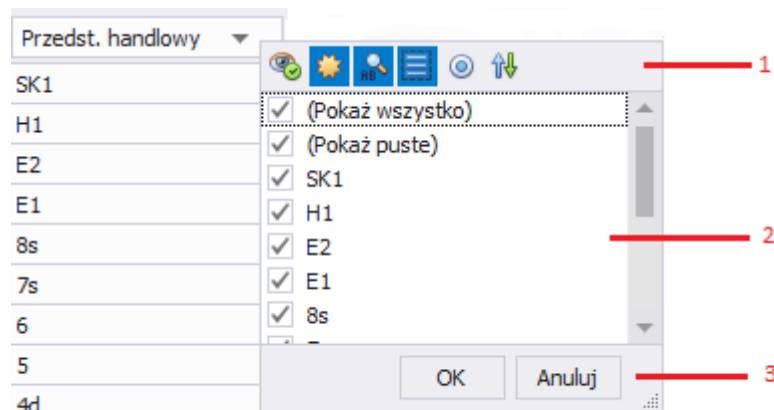 Przedst. handlowy
SK1
H1
E2
E1
8s
7s
6
5
4d
AB
(Pokaż wszystko)
(Pokaż puste)
SK1
H1
E2
E1
8s
OK
Anuluj
1
2
3